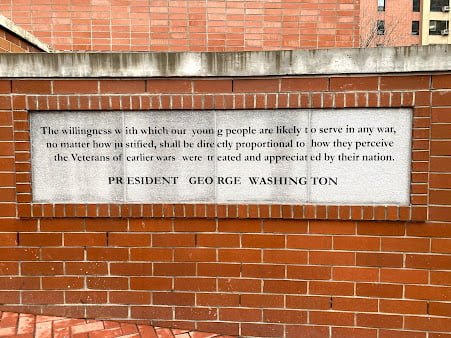 The willingness with which our young people are likely to serve in any war,
no matter how justified, shall be directly proportional to how they perceive
the Veterans of earlier wars were treated and appreciated by their nation.
PRESIDENT GEORGE WASHINGTON